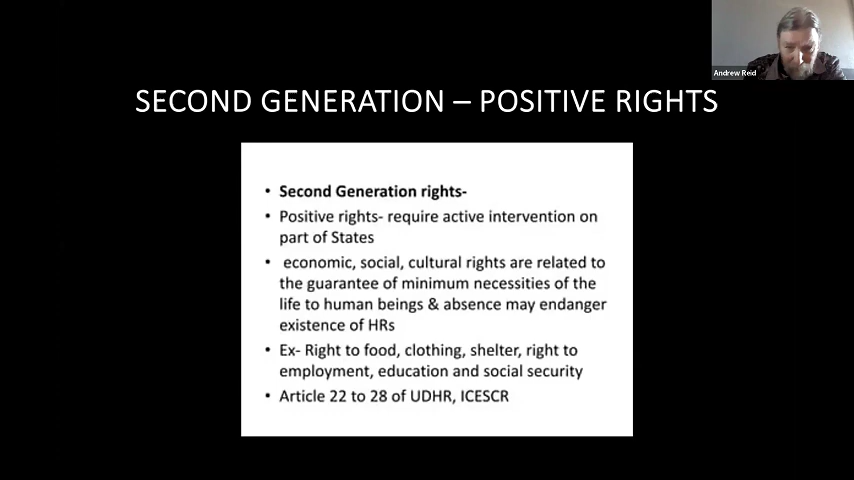 Andrew Reid
SECOND GENERATION – POSITIVE RIGHTS
• Second Generation rights-
• Positive rights- require active intervention on
part of States
• economic, social, cultural rights are related to
the guarantee of minimum necessities of the
life to human beings & absence may endanger
existence of HRs
• Ex- Right to food, clothing, shelter, right to
employment, education and social security
• Article 22 to 28 of UDHR, ICESCR